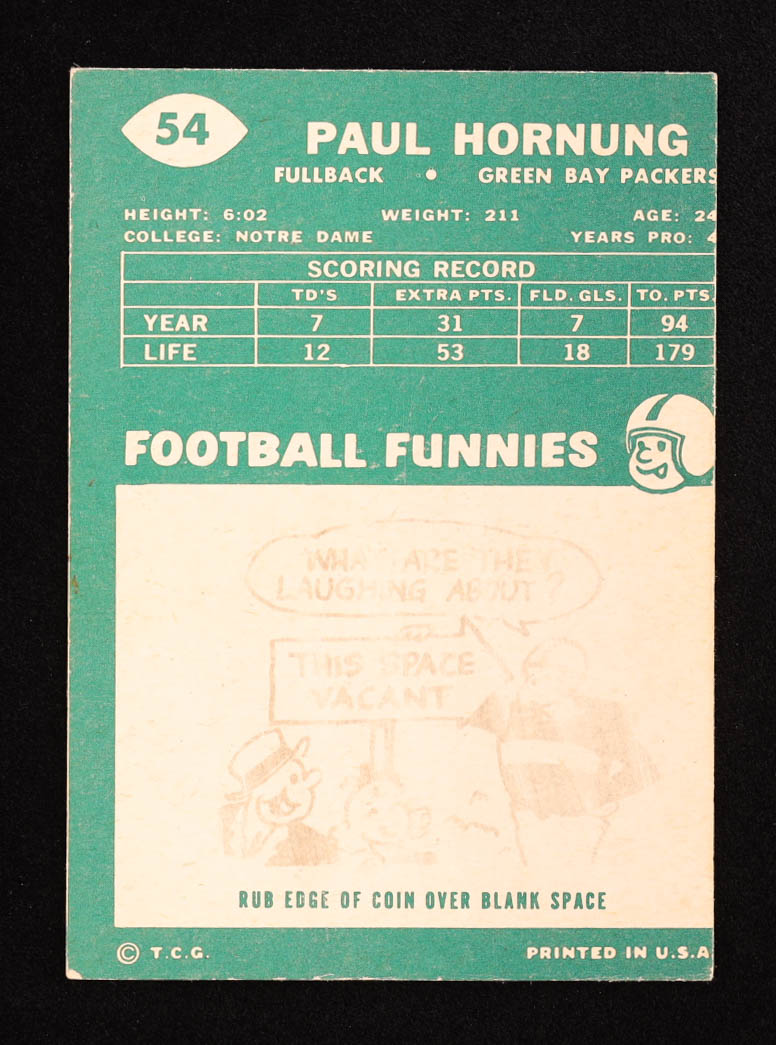 54
PAUL HORNUNG
FULLBACK • GREEN BAY PACKERS
HEIGHT: 6:02 WEIGHT: 211 AGE: 24
COLLEGE: NOTRE DAME YEARS PRO: 4
SCORING RECORD
TD'S EXTRA PTS. FLD. GLS. TO. PTS.
YEAR 7 31 7 94
LIFE 12 53 18 179
FOOTBALL FUNNIES
WHAT ARE THEY
LAUGHING ABOUT?
THIS SPACE
VACANT
RUB EDGE OF COIN OVER BLANK SPACE
© T.C.G. PRINTED IN U.S.A